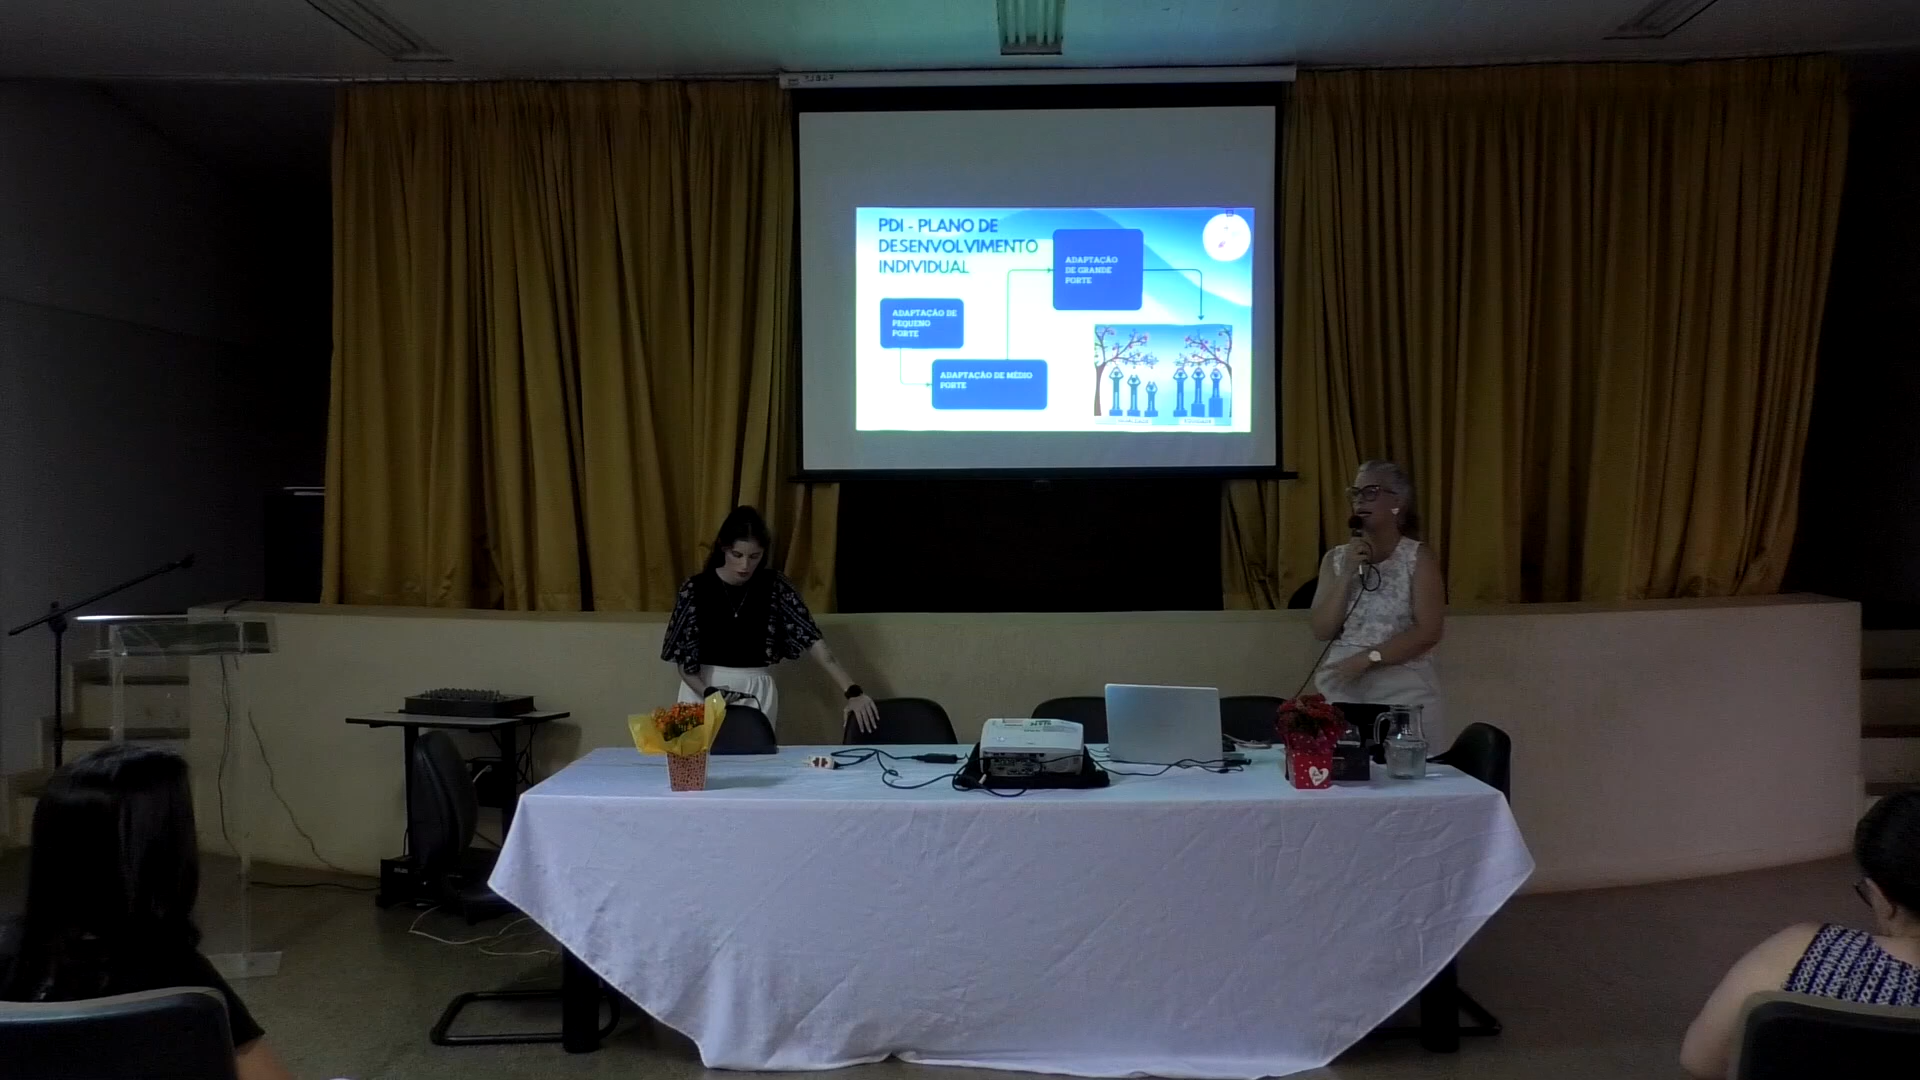 PDI - PLANO DE
DESENVOLVIMENTO
INDIVIDUAL
ADAPTAÇÃO
DE GRANDE
PORTE
ADAPTAÇÃO DE
PEQUENO
PORTE
ADAPTAÇÃO DE MÉDIO
PORTE